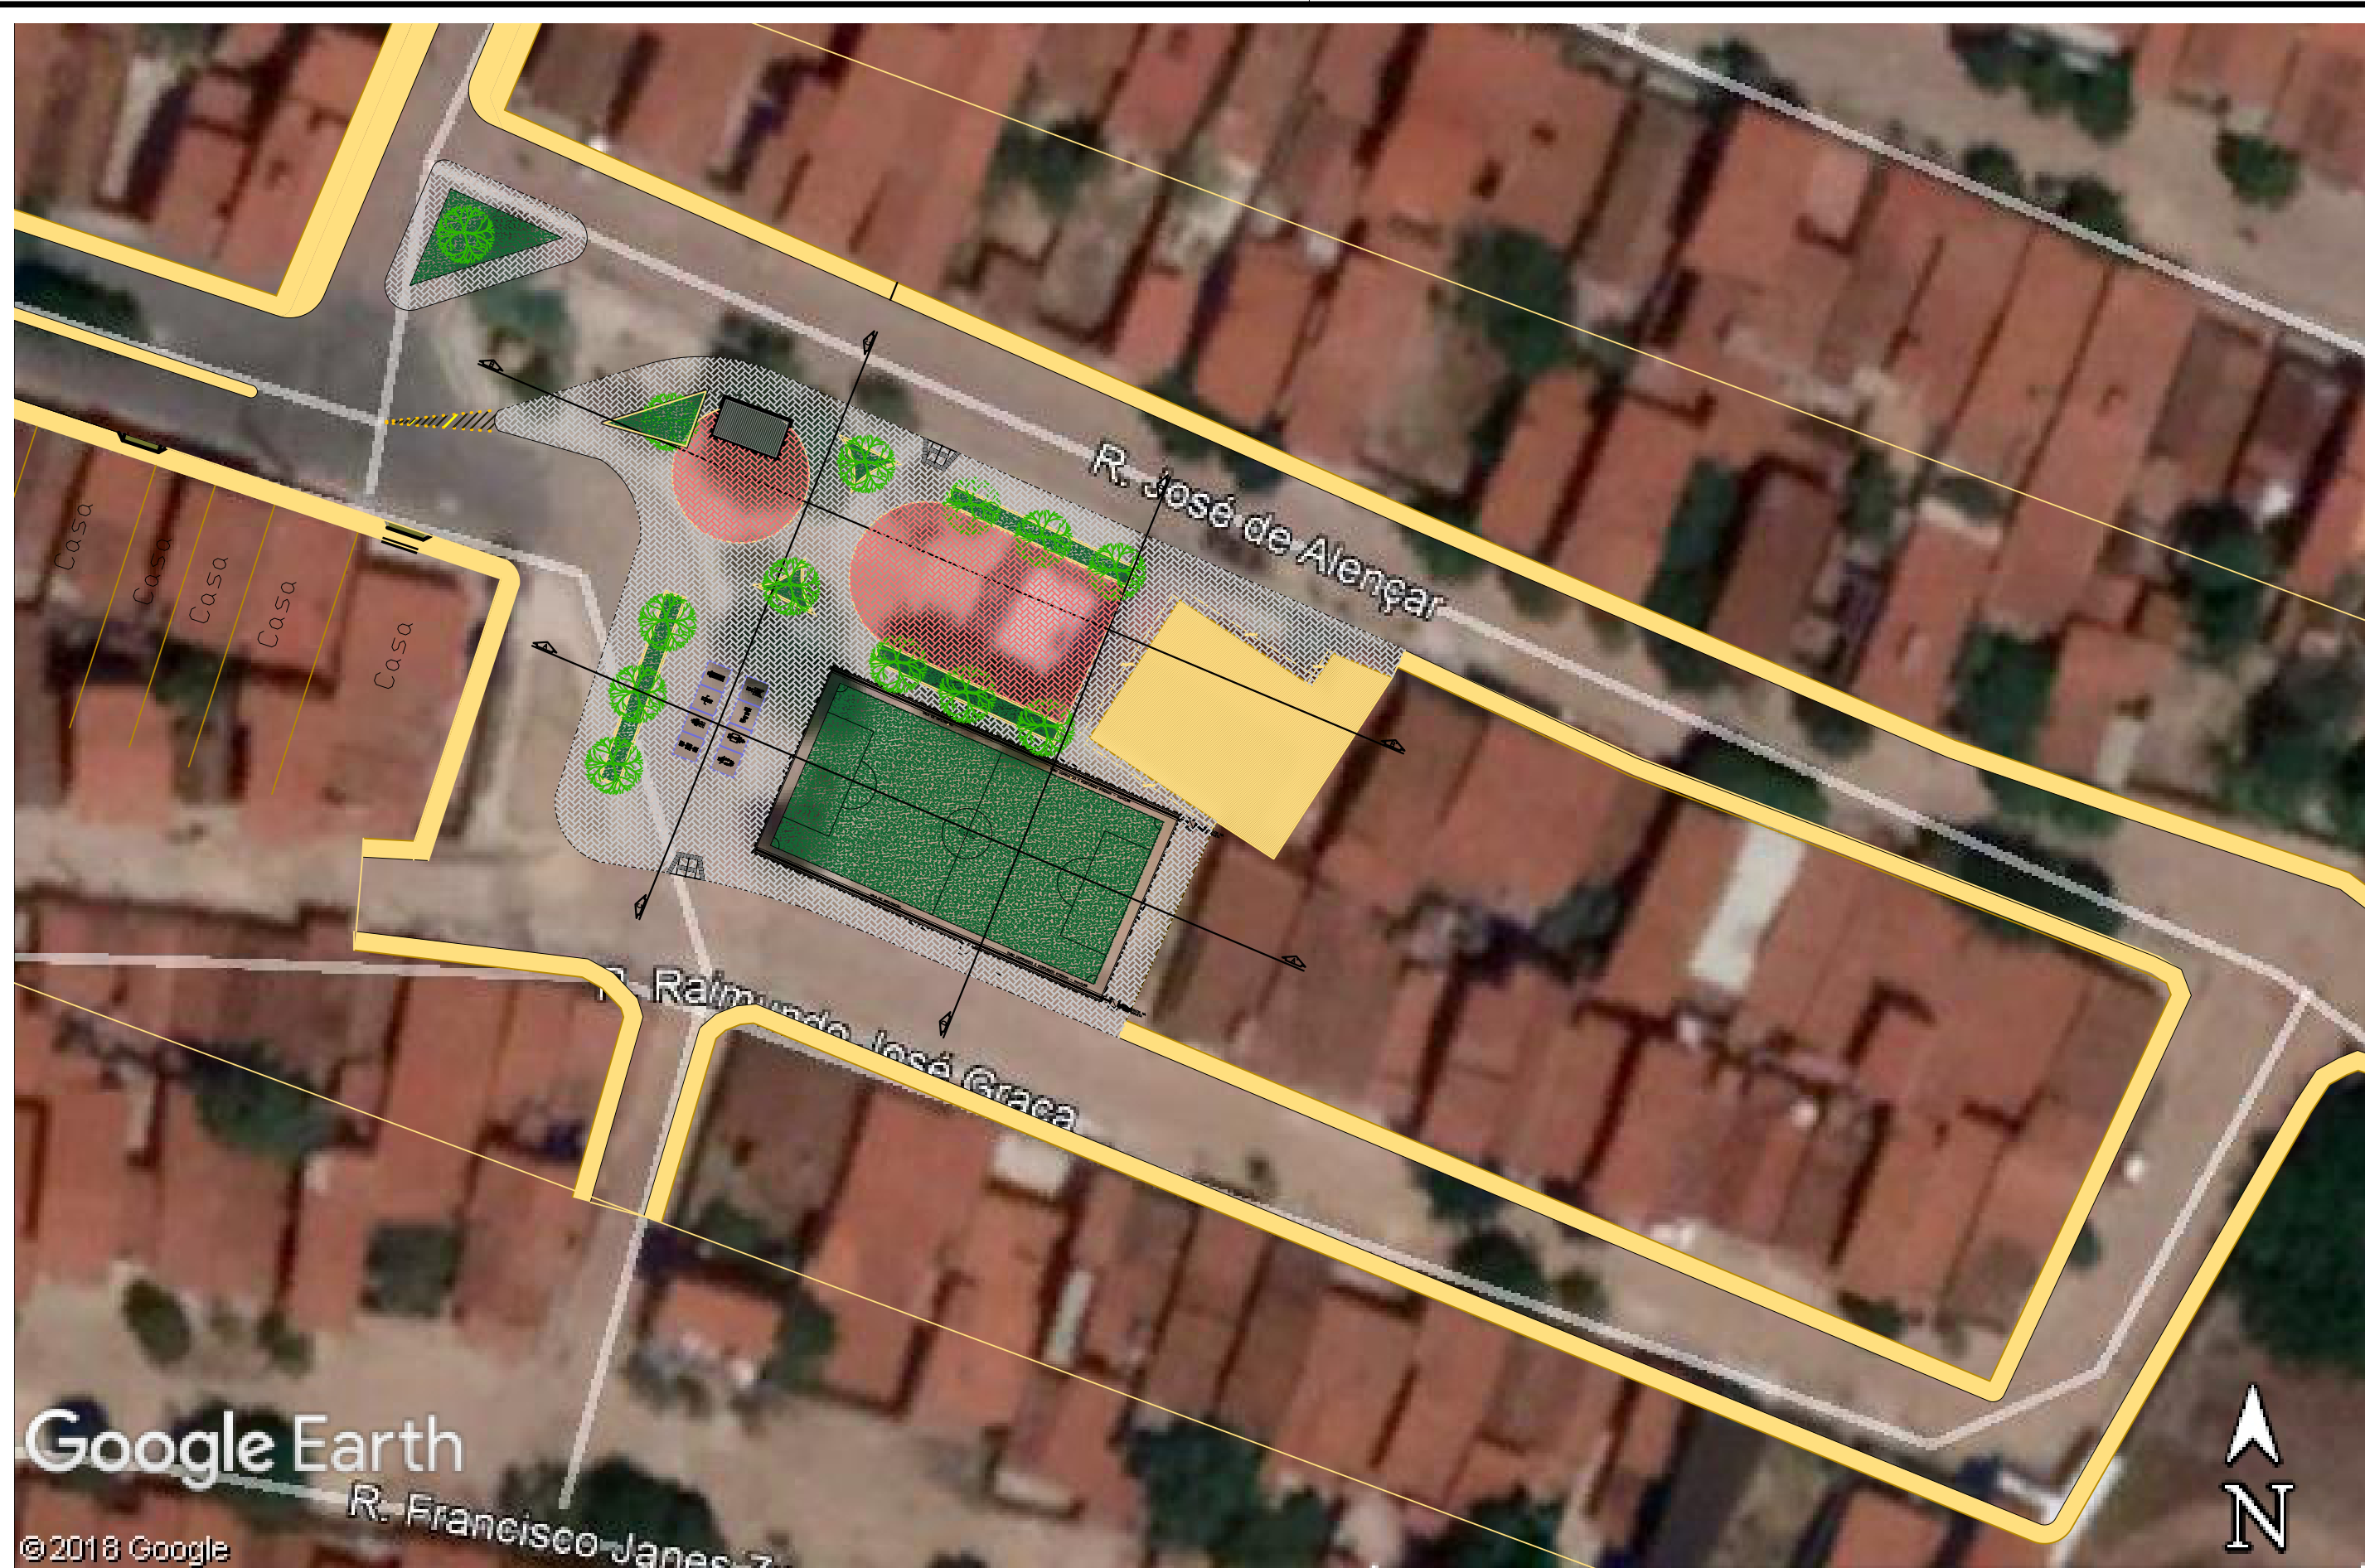 R. José de Alençar
Casa
Casa
Casa
Casa
Casa
R. Raimundo José Graça
Google Earth
R. Francisco Janes
© 2018 Google
N